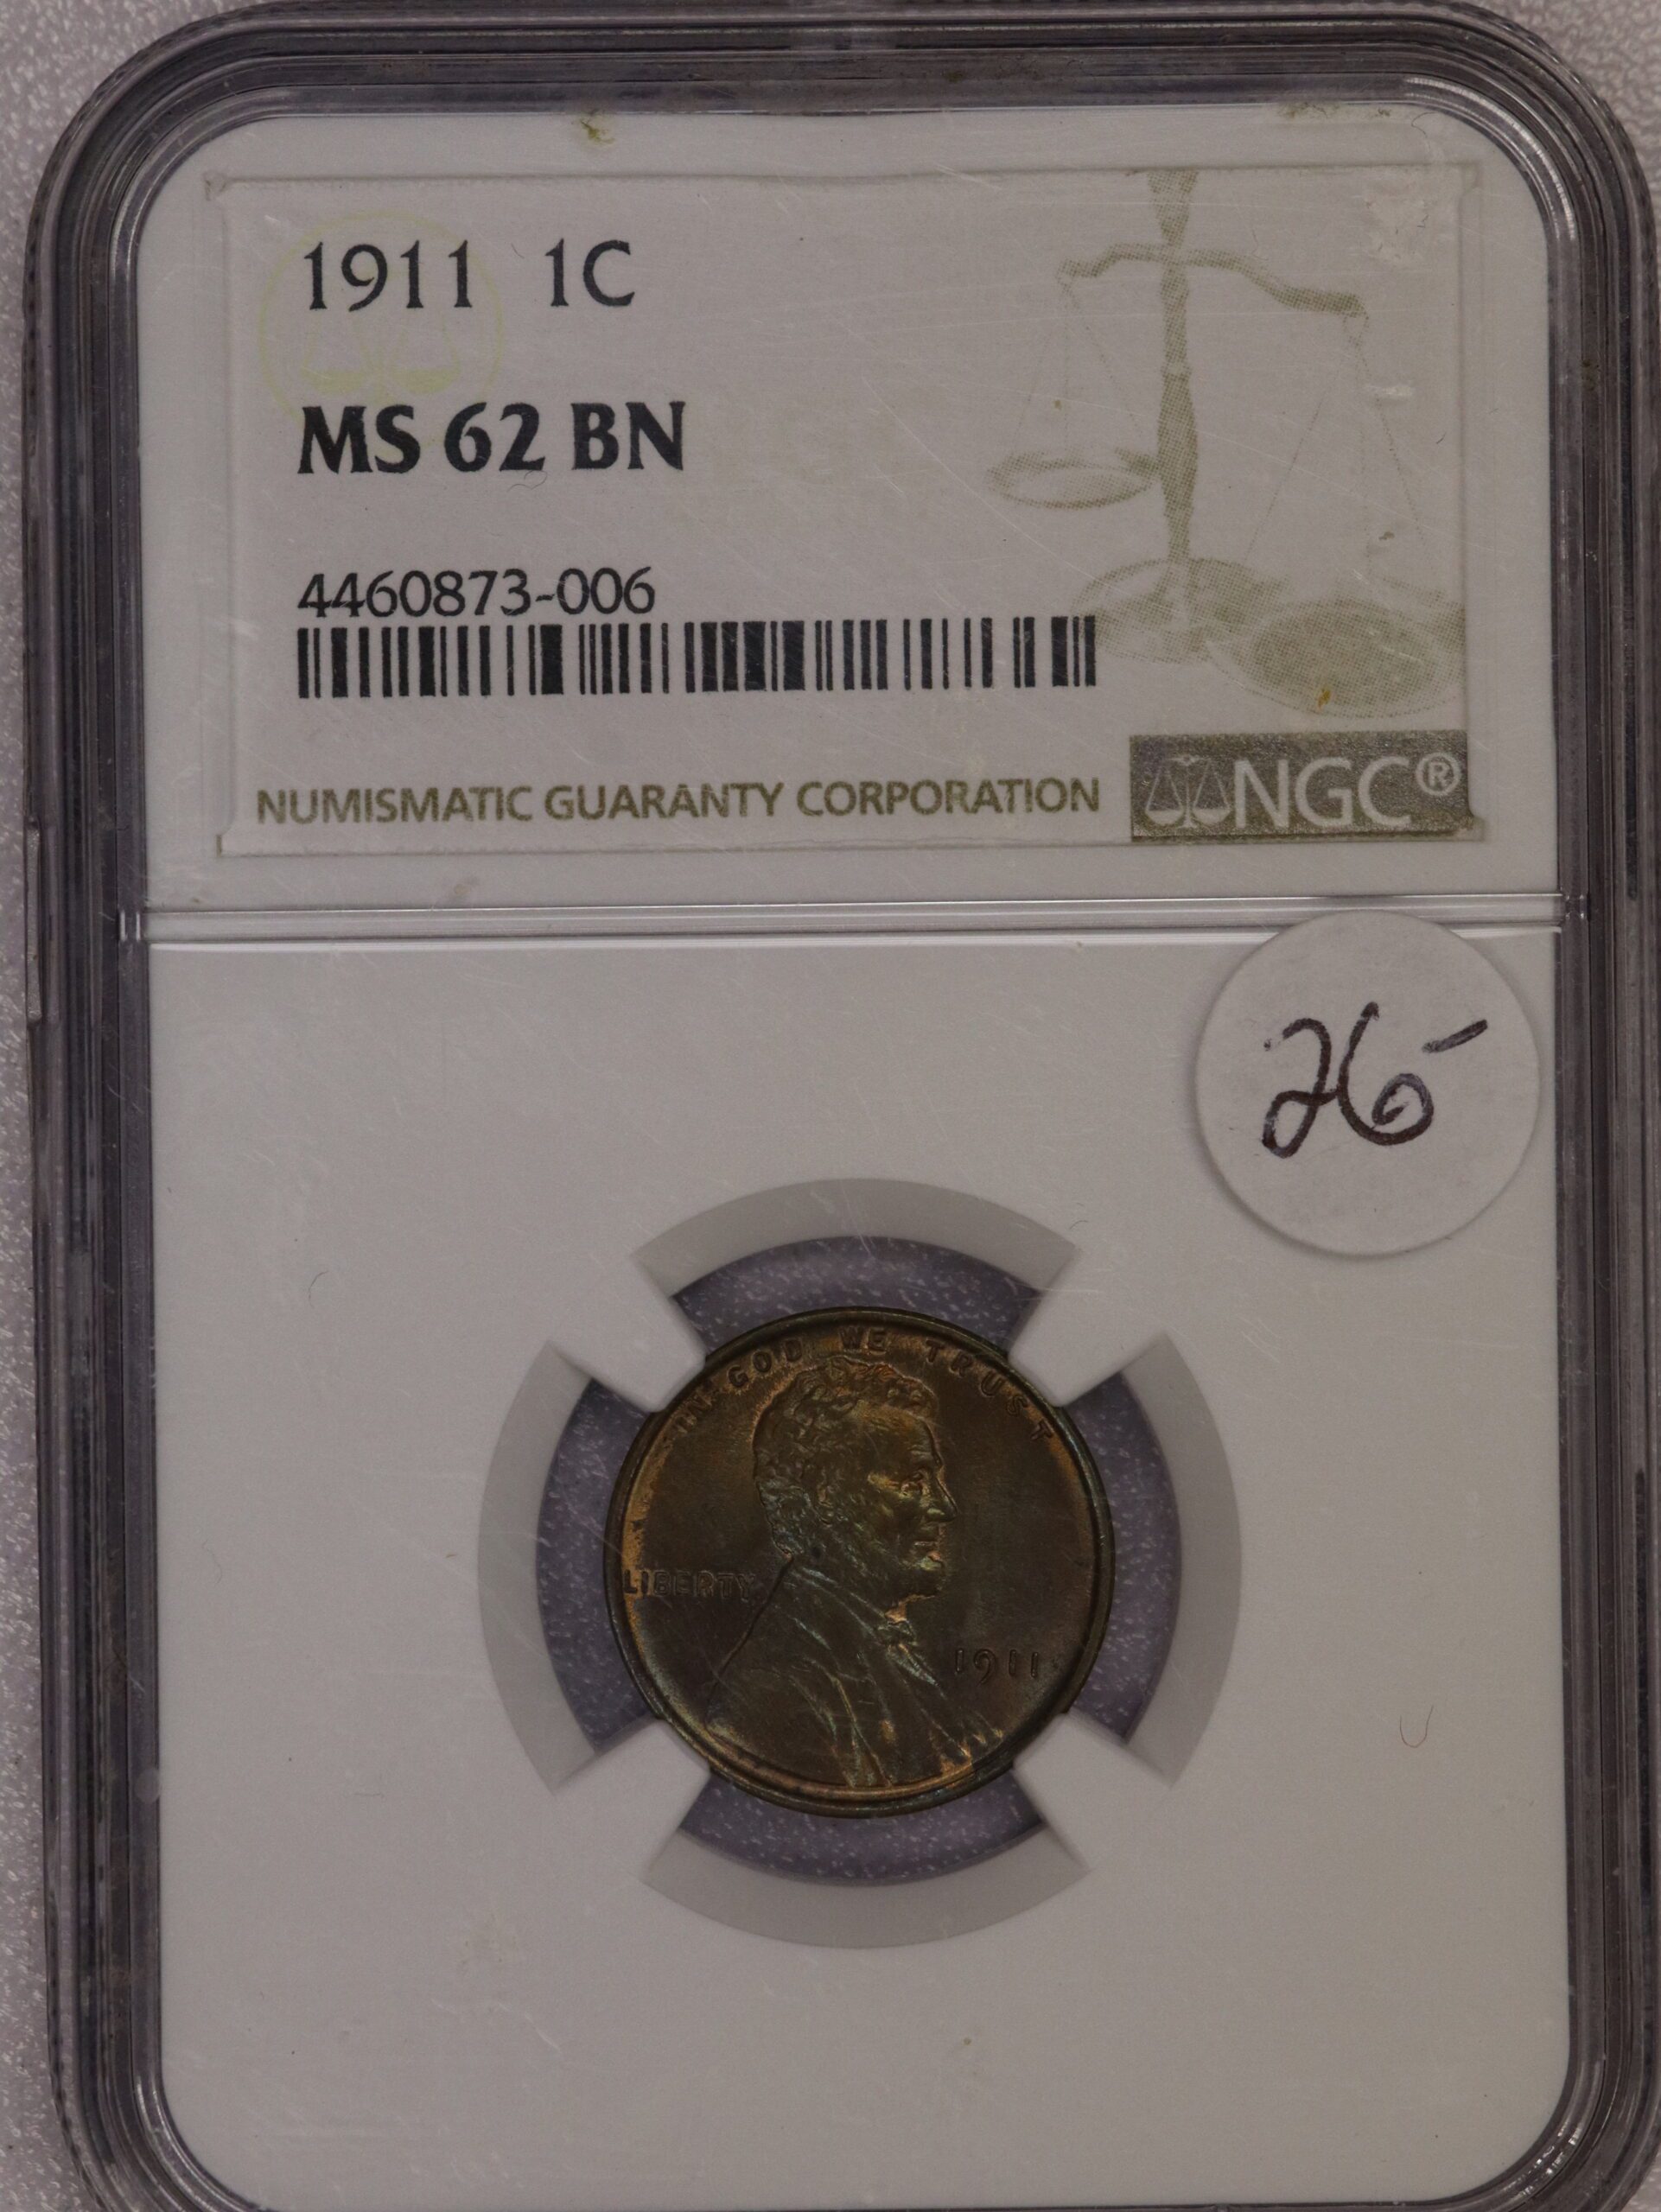 1911 1C
MS 62 BN
4460873-006
NUMISMATIC GUARANTY CORPORATION NGC®
26-
IN GOD WE TRUST
LIBERTY
1911